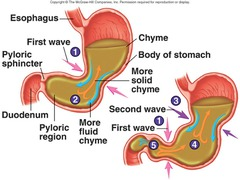 Copyright © The McGraw-Hill Companies, Inc. Permission required for reproduction or display.
Esophagus
First wave
1
Pyloric
sphincter
Chyme
Body of stomach
More
solid
chyme
2
Duodenum
Pyloric
region
More
fluid
chyme
Second wave
3
First wave
1
5
4